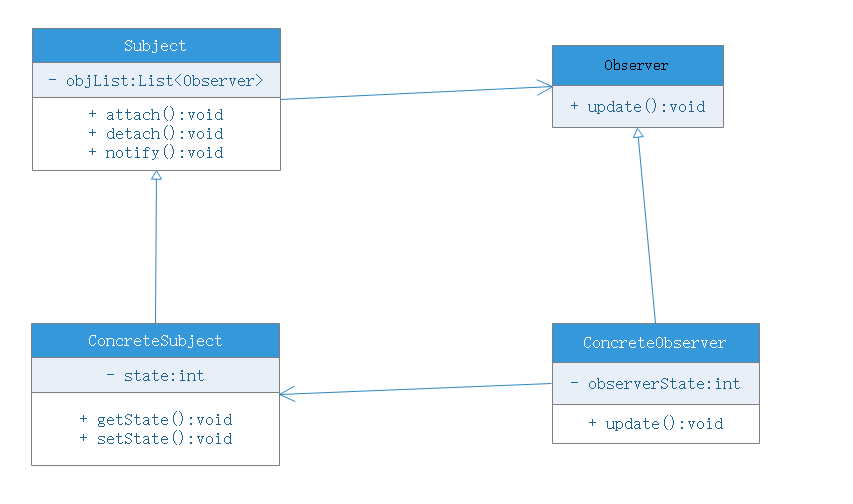 Subject
- objList:List<Observer>
+ attach():void
+ detach():void
+ notify():void
Observer
+ update():void
ConcreteSubject
- state:int
+ getState():void
+ setState():void
ConcreteObserver
- observerState:int
+ update():void